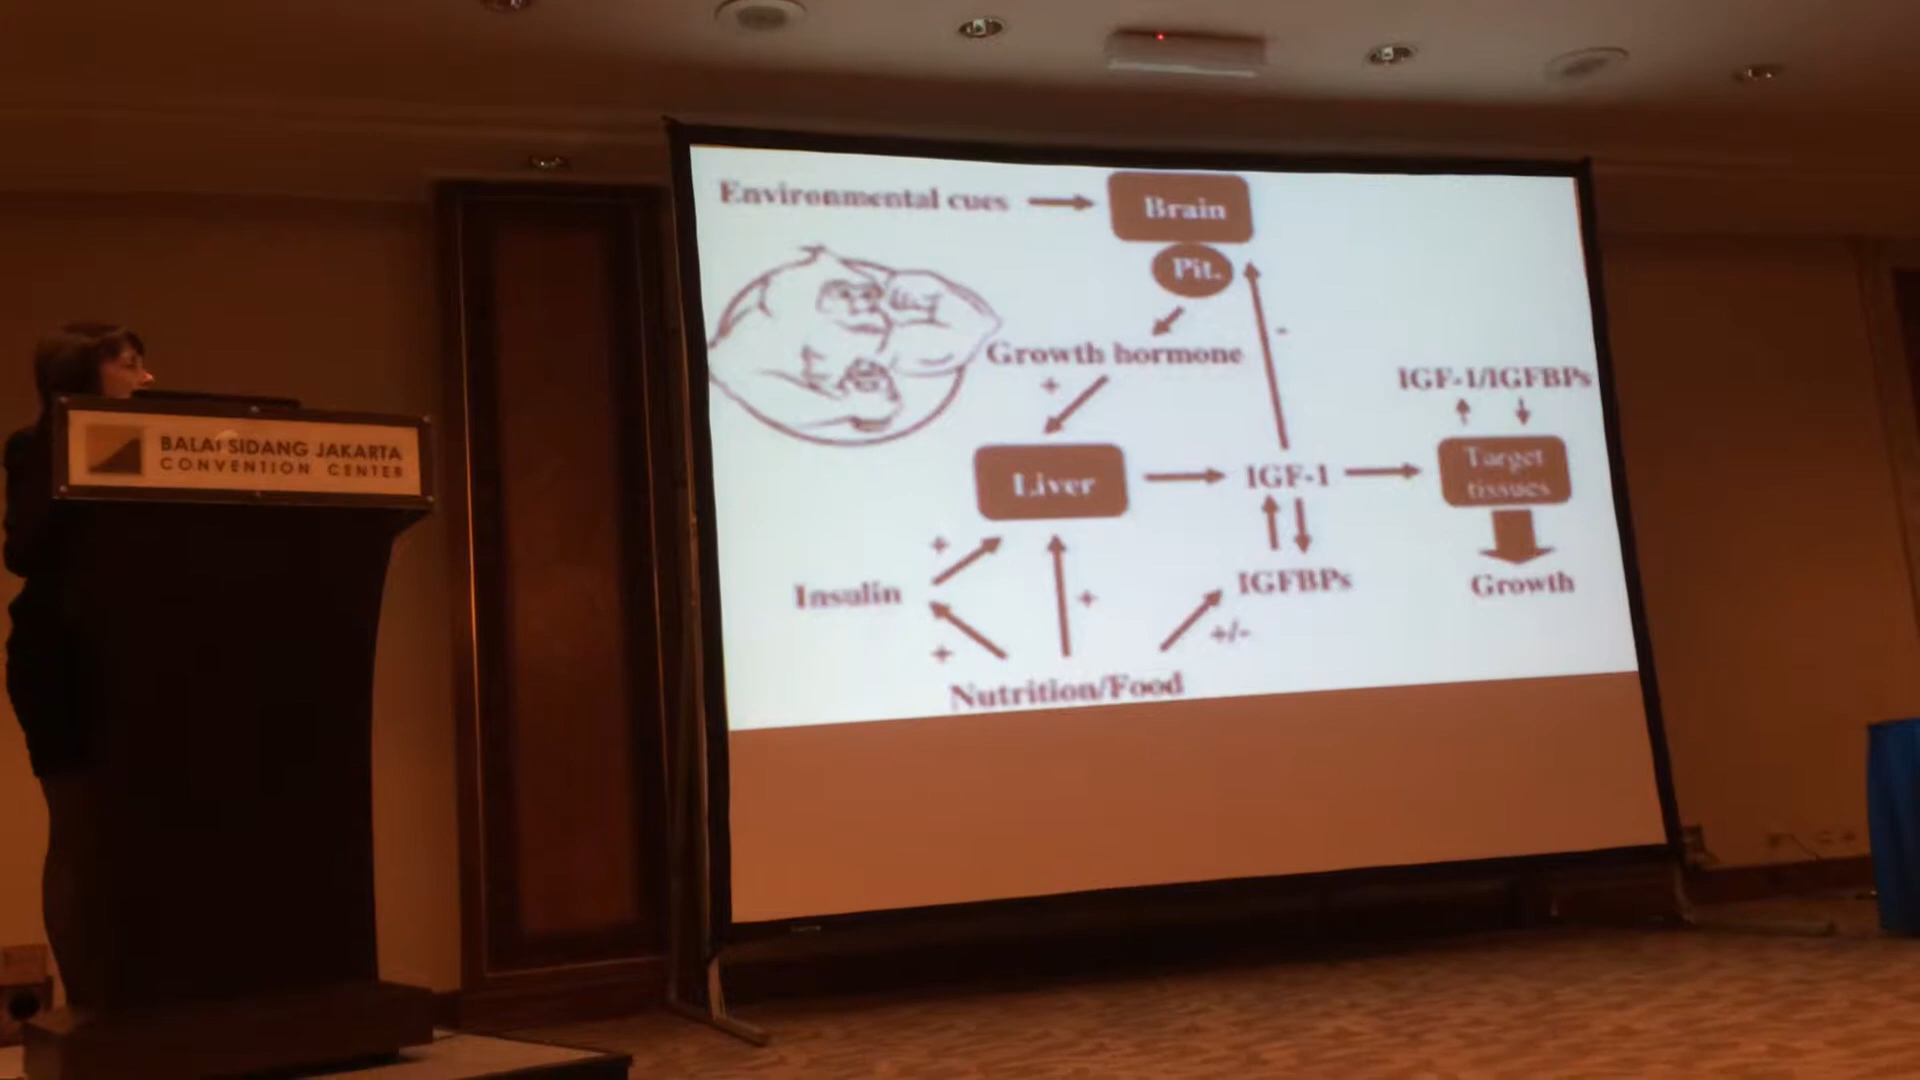 BALAI SIDANG JAKARTA
CONVENTION CENTER
Environmental cues
Brain
Pit.
-
Growth hormone
+
IGF-1/IGFBPs
Liver
IGF-1
Target
tissues
+
Insulin
+
IGFBPs
Growth
+
+/-
Nutrition/Food